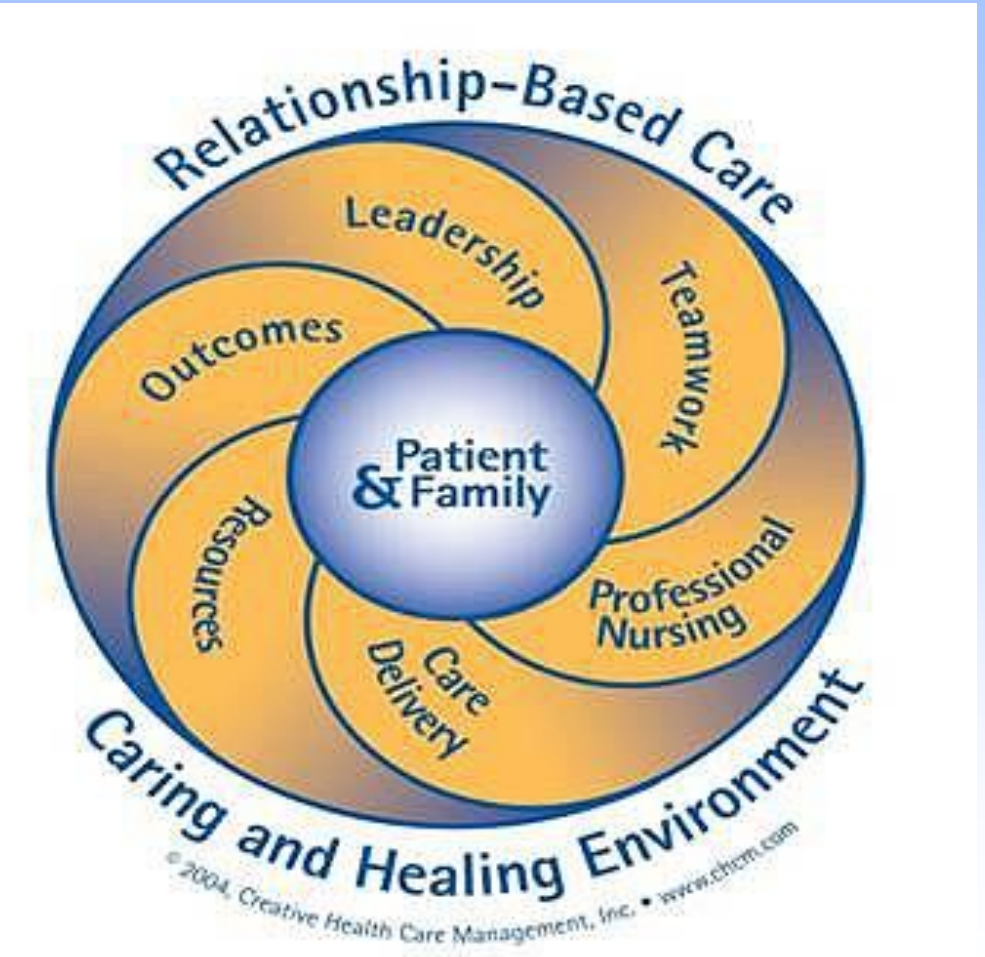 Relationship-Based Care
Leadership
Teamwork
Professional
Nursing
Care
Delivery
Resources
Outcomes
Patient
& Family
Caring and Healing Environment
© 2004, Creative Health Care Management, Inc. • www.chcm.com